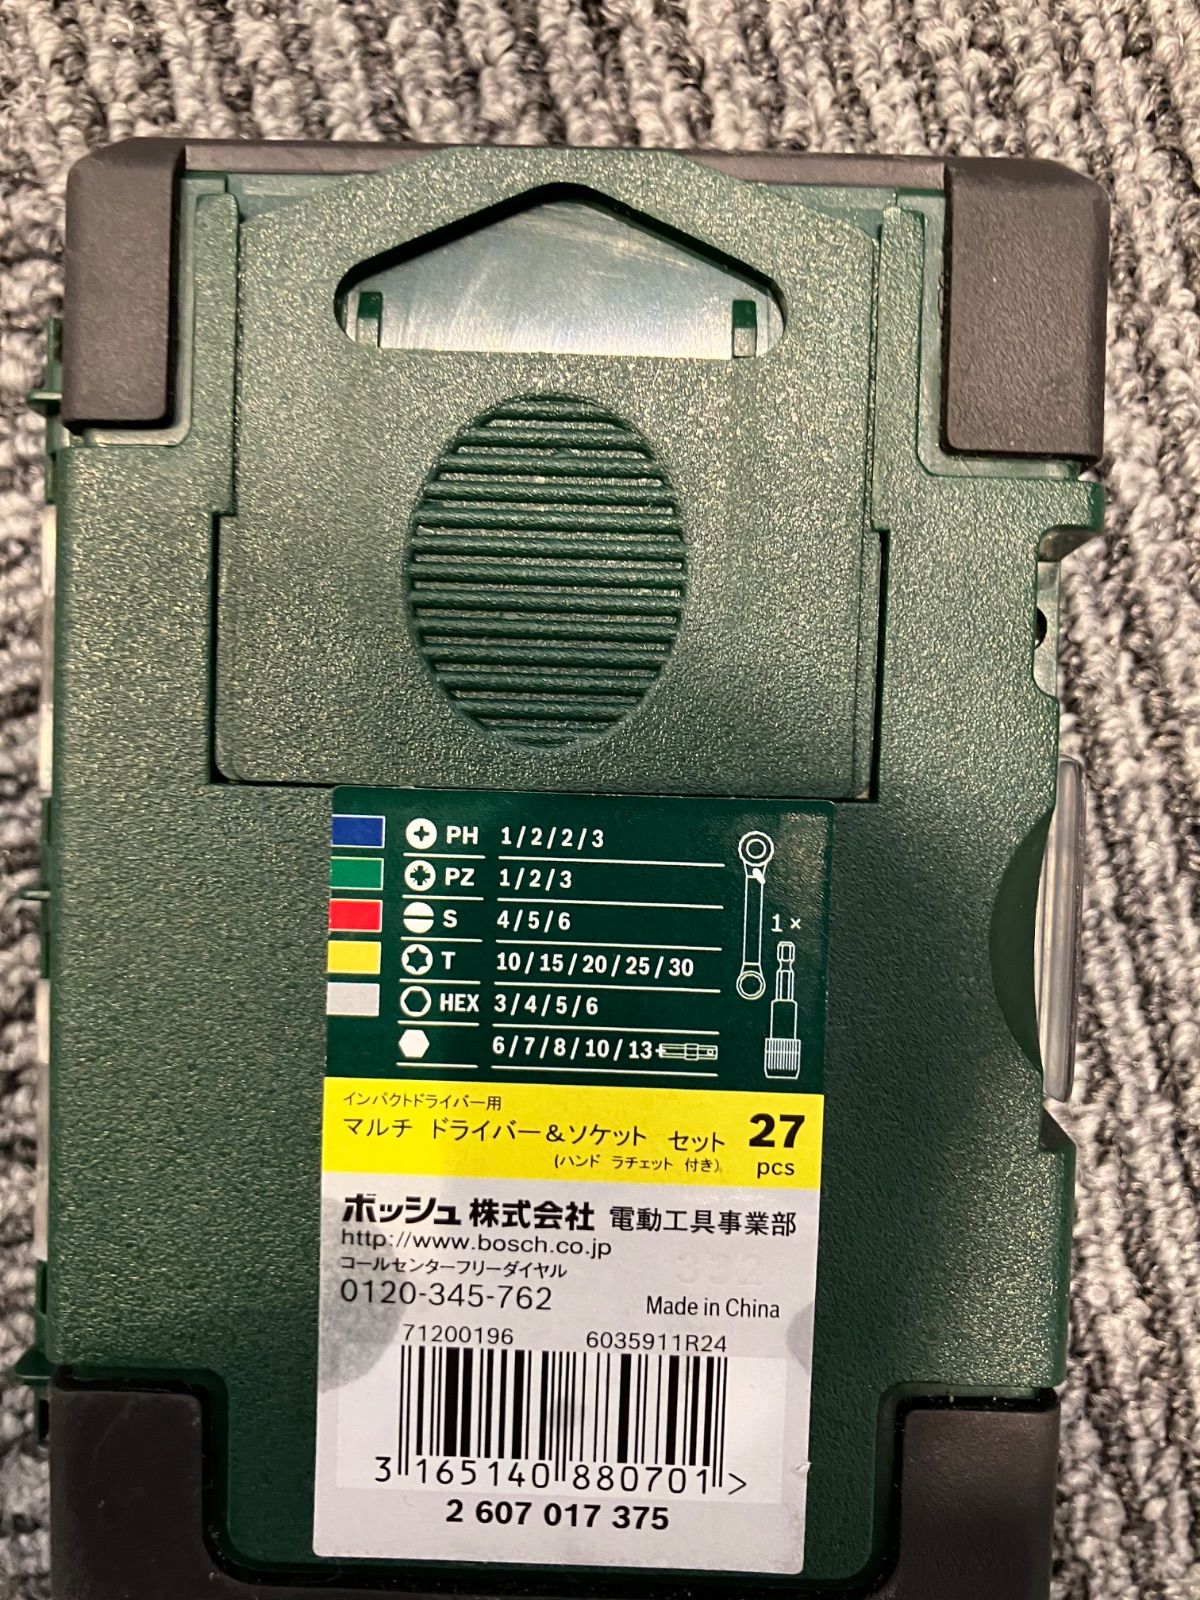 PH 1/2/2/3
PZ 1/2/3
S 4/5/6
T 10/15/20/25/30
HEX 3/4/5/6
6/7/8/10/13+
1×
インパクトドライバー用
マルチ ドライバー&ソケット セット
(ハンド ラチェット 付き)
27
pcs
ボッシュ株式会社 電動工具事業部
http://www.bosch.co.jp
コールセンターフリーダイヤル
0120-345-762
Made in China
71200196 6035911R24
3 165140 880701 >
2 607 017 375